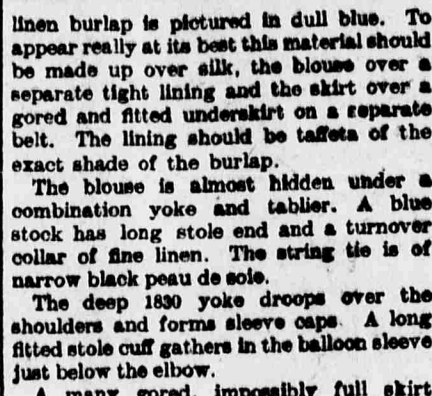 linen burlap is pictured in dull blue. To
appear really at its best this material should
be made up over silk, the blouse over a
separate tight lining and the skirt over a
gored and fitted underskirt on a separate
belt. The lining should be taffeta of the
exact shade of the burlap.
The blouse is almost hidden under a
combination yoke and tablier. A blue
stock has long stole end and a turnover
collar of fine linen. The string tie is of
narrow black peau de soie.
The deep 1830 yoke droops over the
shoulders and forms sleeve caps. A long
fitted stole cuff gathers in the balloon sleeve
just below the elbow.
A many gored, impossibly full skirt